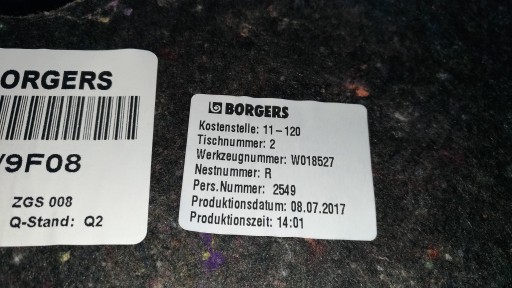 ORGERS
9F08
ZGS 008
Q-Stand: Q2
BORGERS
Kostenstelle: 11-120
Tischnummer: 2
Werkzeugnummer: W018527
Nestnummer: R
Pers.Nummer: 2549
Produktionsdatum: 08.07.2017
Produktionszeit: 14:01